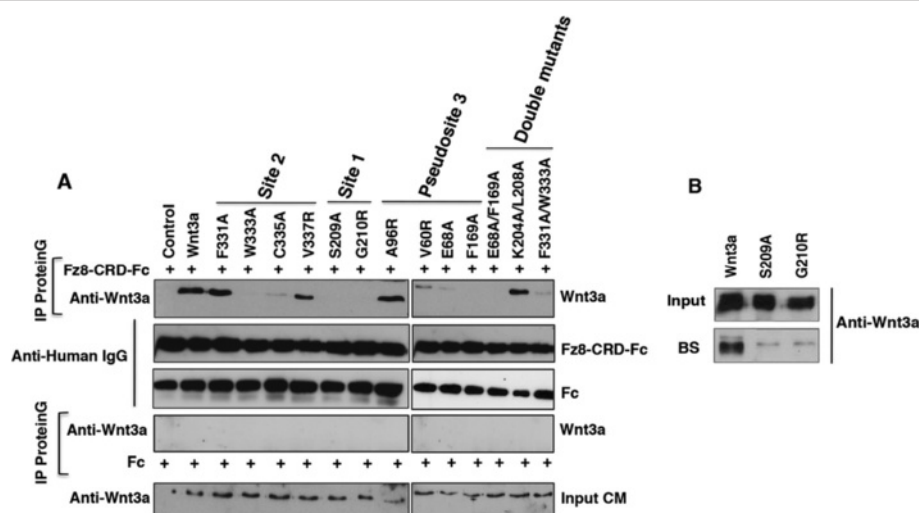 A
Site 2
Site 1
Pseudosite 3
Double mutants
Control
Wnt3a
F331A
W333A
C335A
V337R
S209A
G210R
A96R
V60R
E68A
F169A
E68A/F169A
K204A/L208A
F331A/W333A
IP ProteinG
Fz8-CRD-Fc + + + + + + + + + + + + + + +
Anti-Wnt3a Wnt3a
Anti-Human IgG
Fz8-CRD-Fc
Fc
IP ProteinG
Anti-Wnt3a Wnt3a
Fc + + + + + + + + + + + + + + +
Anti-Wnt3a Input CM
B
Wnt3a
S209A
G210R
Input
BS
Anti-Wnt3a